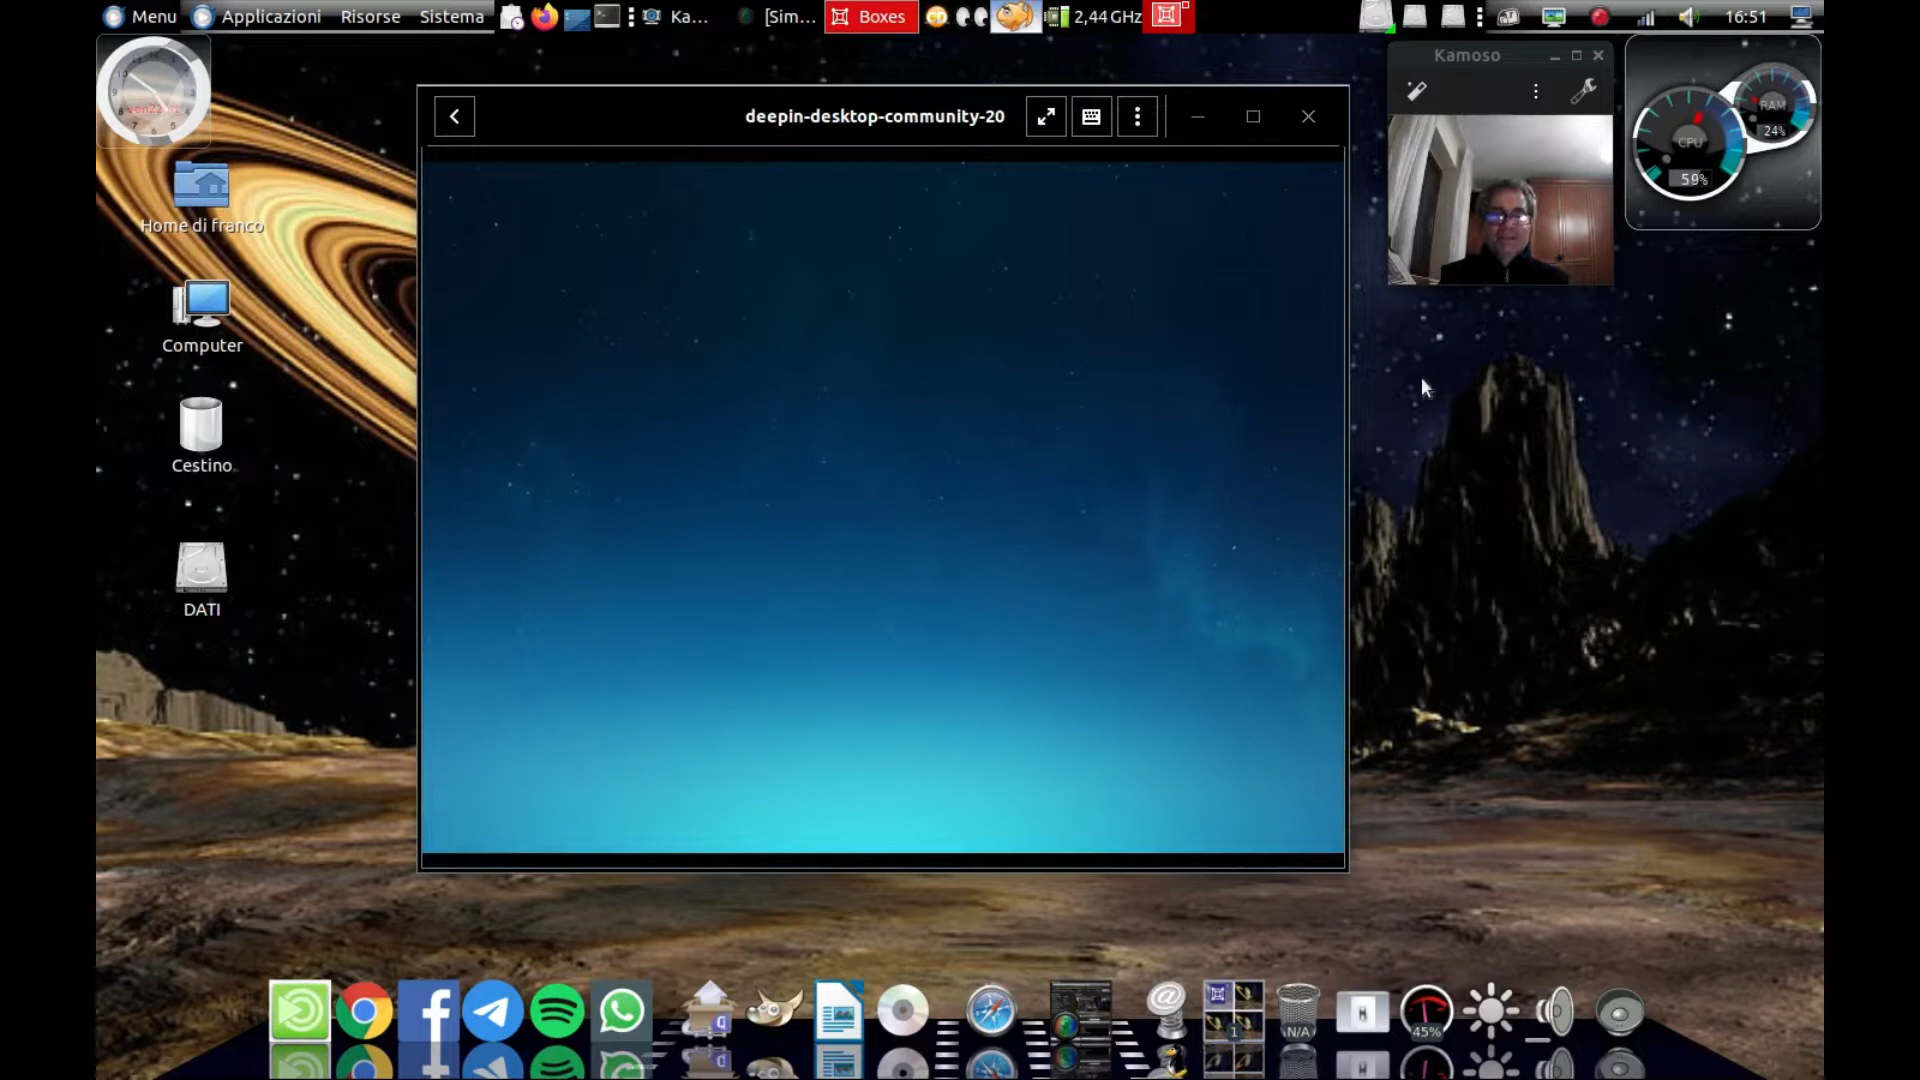 Menu Applicazioni Risorse Sistema Ka... [Sim... Boxes 2,44 GHz 16:51
Kamoso
deepin-desktop-community-20
RAM
24%
CPU
59%
Home di franco
Computer
Cestino
DATI
N/A
45%
1